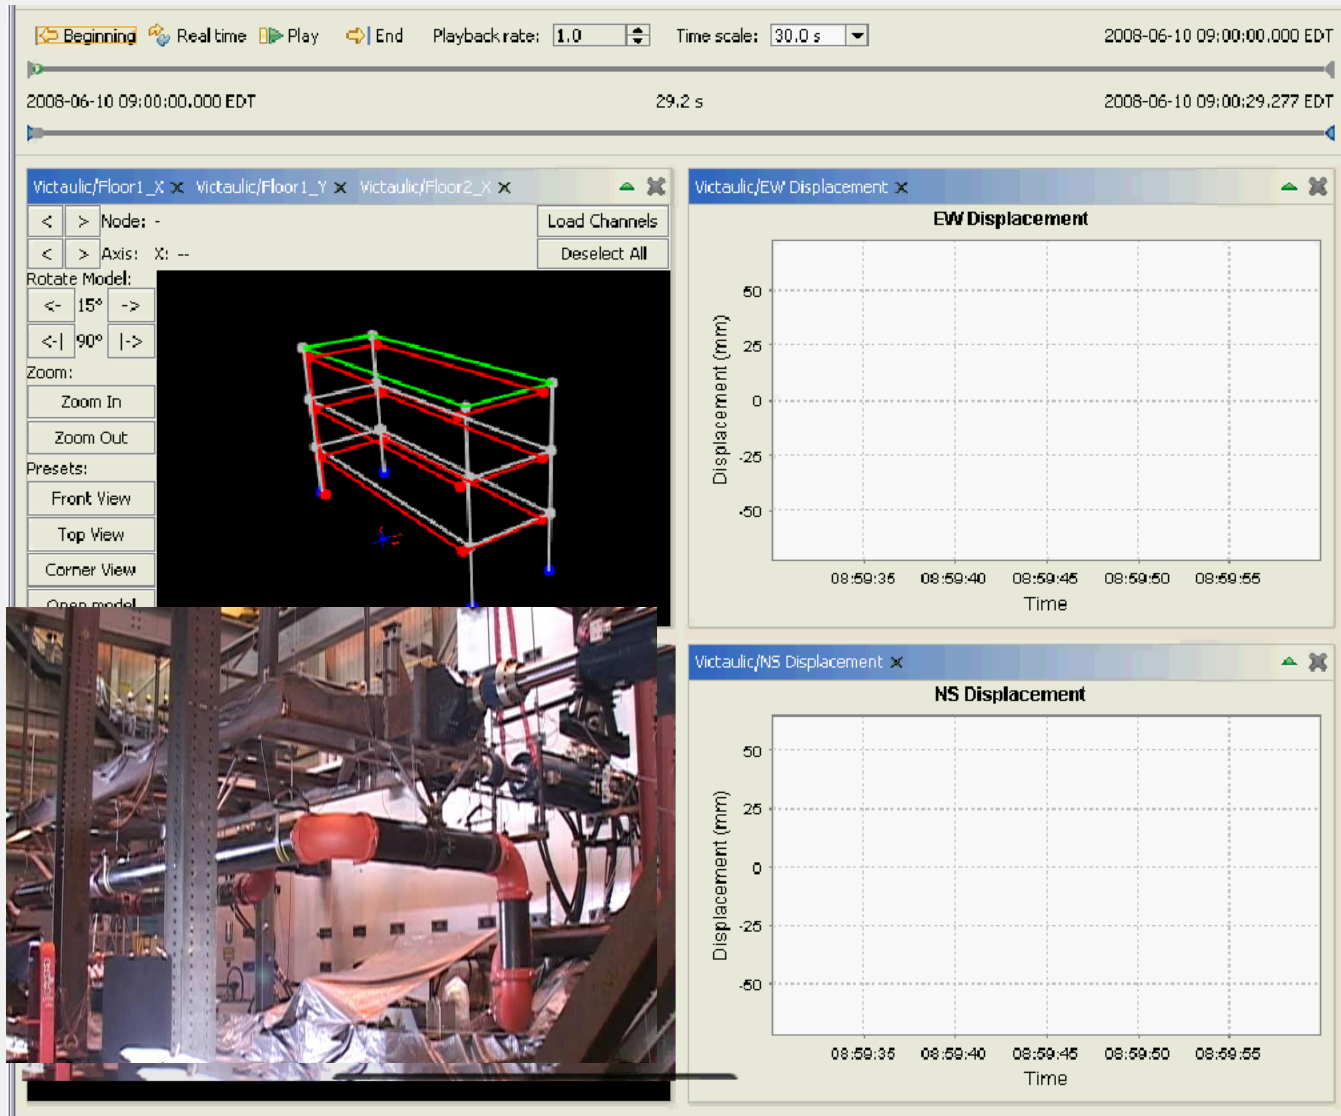 Beginning Real time Play End Playback rate: 1.0 Time scale: 30.0 s 2008-06-10 09:00:00.000 EDT
2008-06-10 09:00:00.000 EDT 29.2 s 2008-06-10 09:00:29.277 EDT
Victaulic/Floor1_X Victaulic/Floor1_Y Victaulic/Floor2_X
< > Node: - Load Channels
< > Axis: X: -- Deselect All
Rotate Model:
<- 15° ->
<-| 90° |->
Zoom:
Zoom In
Zoom Out
Presets:
Front View
Top View
Corner View
Open model
Victaulic/EW Displacement
EW Displacement
Displacement (mm)
50
25
0
-25
-50
08:59:35 08:59:40 08:59:45 08:59:50 08:59:55
Time
Victaulic/NS Displacement
NS Displacement
Displacement (mm)
50
25
0
-25
-50
08:59:35 08:59:40 08:59:45 08:59:50 08:59:55
Time